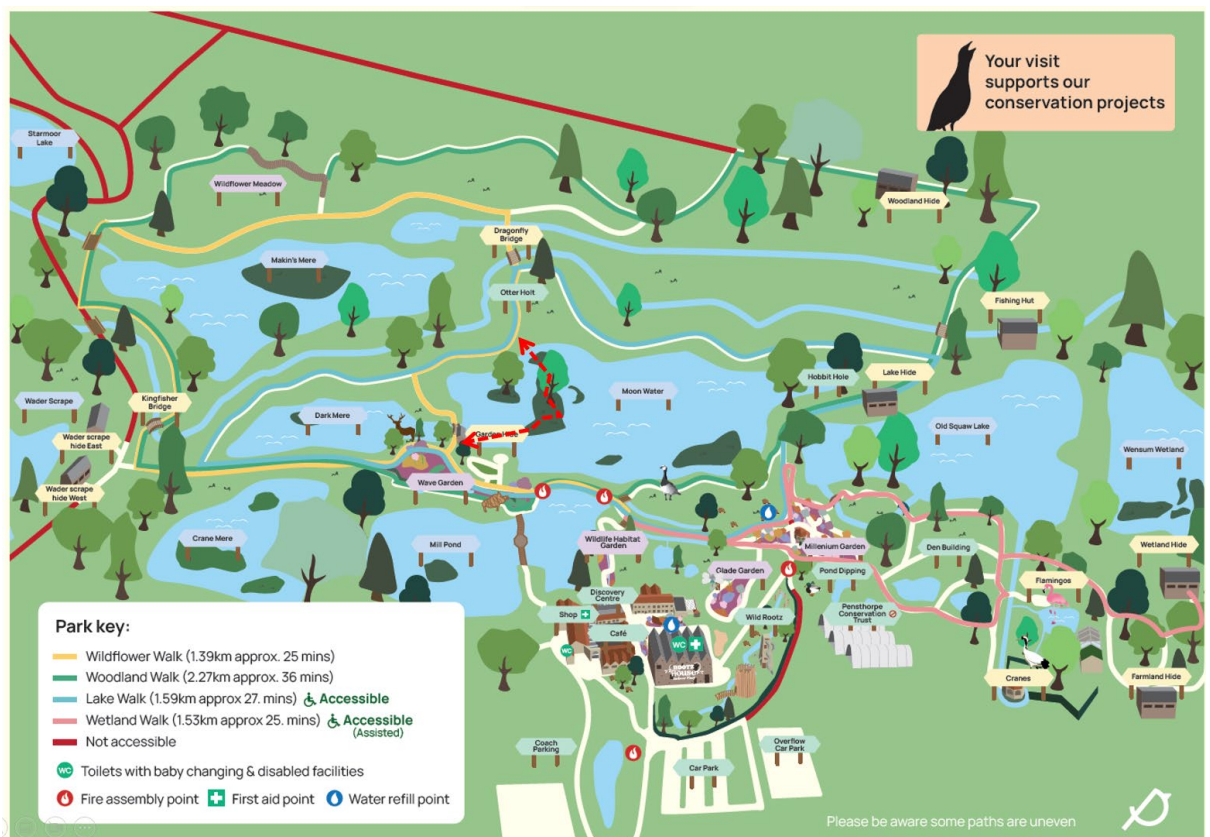 Your visit
supports our
conservation projects
Starmoor
Lake
Wildflower Meadow
Woodland Hide
Dragonfly
Bridge
Makin's Mere
Otter Holt
Fishing Hut
Hobbit Hole
Lake Hide
Moon Water
Wader Scrape
Kingfisher
Bridge
Dark Mere
Wader scrape
hide East
Garden Hide
Old Squaw Lake
Wensum Wetland
Wader scrape
hide West
Wave Garden
Crane Mere
Mill Pond
Wildlife Habitat
Garden
Millenium Garden
Den Building
Wetland Hide
Glade Garden
Pond Dipping
Flamingos
Discovery
Centre
Shop
Café
Wild Rootz
Pensthorpe
Conservation
Trust
WC
WC
ROOTZ
HOUSE
Cranes
Farmland Hide
Coach
Parking
Car Park
Overflow
Car Park
Park key:
Wildflower Walk (1.39km approx. 25 mins)
Woodland Walk (2.27km approx. 36 mins)
Lake Walk (1.59km approx 27. mins) Accessible
Wetland Walk (1.53km approx 25. mins) Accessible
(Assisted)
Not accessible
WC Toilets with baby changing & disabled facilities
Fire assembly point First aid point Water refill point
Please be aware some paths are uneven